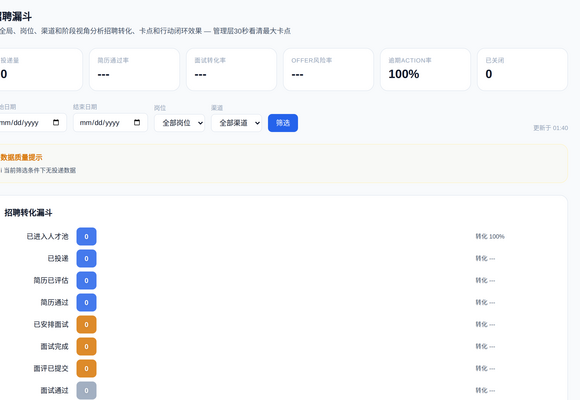 聘漏斗
全局、岗位、渠道和阶段视角分析招聘转化、卡点和行动闭环效果 — 管理层30秒看清最大卡点
投递量
0
简历通过率
---
面试转化率
---
OFFER风险率
---
逾期ACTION率
100%
已关闭
0
始日期
mm/dd/yyyy
结束日期
mm/dd/yyyy
岗位
全部岗位
渠道
全部渠道
筛选
更新于 01:40
数据质量提示
当前筛选条件下无投递数据
招聘转化漏斗
已进入人才池 0 转化 100%
已投递 0 转化 ---
简历已评估 0 转化 ---
简历通过 0 转化 ---
已安排面试 0 转化 ---
面试完成 0 转化 ---
面评已提交 0 转化 ---
面试通过 0 转化 ---